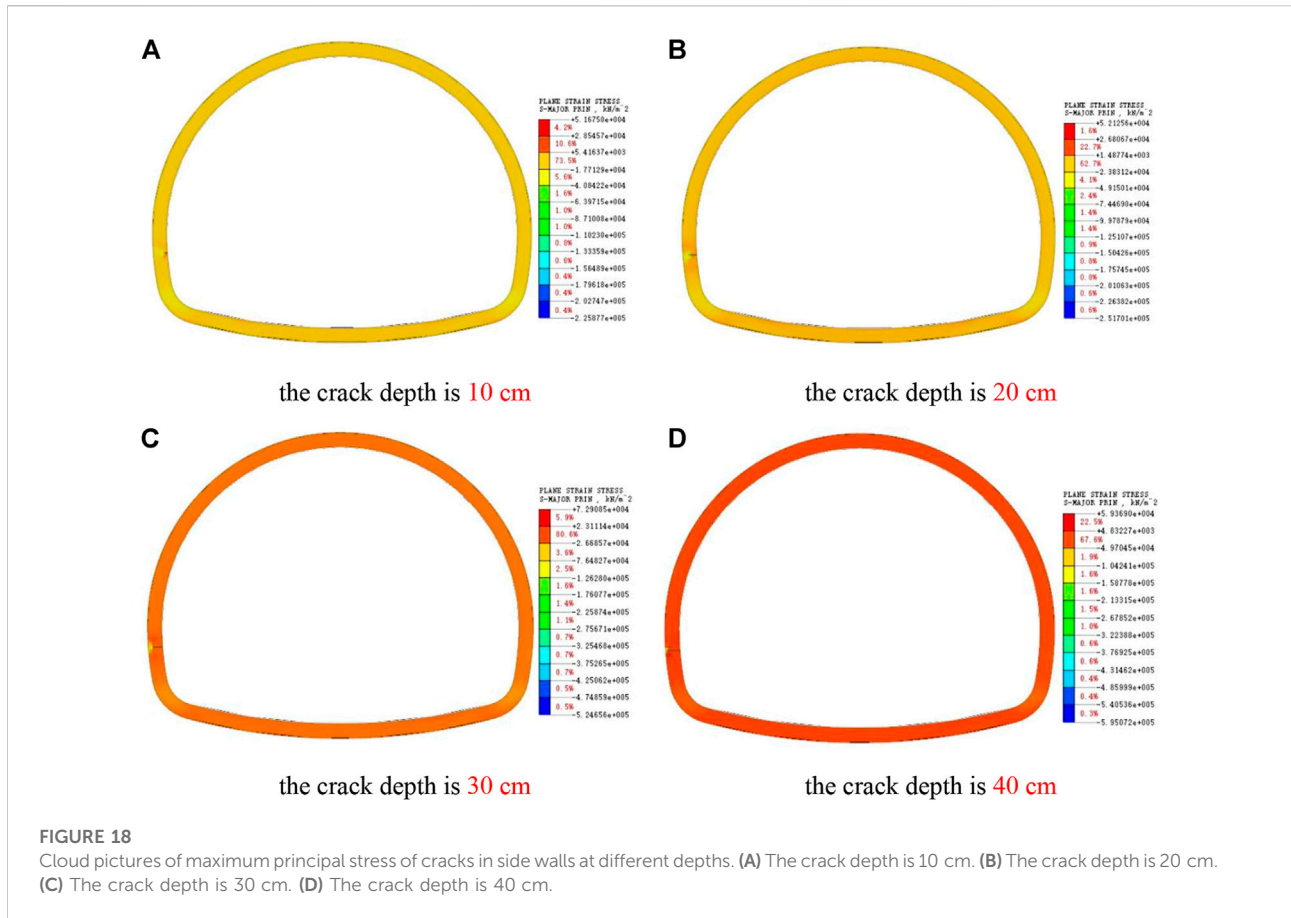 A
PLANE STRAIN STRESS
S-MAJOR PRIN , kN/m^2
+5.16750e+004
4.2%
+2.85457e+004
10.6%
+5.41637e+003
73.5%
-1.77129e+004
5.6%
-4.08422e+004
1.6%
-6.39715e+004
1.0%
-8.71008e+004
1.0%
-1.10230e+005
0.8%
-1.33359e+005
0.6%
-1.56489e+005
0.4%
-1.79618e+005
0.4%
-2.02747e+005
0.4%
-2.25877e+005
the crack depth is 10 cm
B
PLANE STRAIN STRESS
S-MAJOR PRIN , kN/m^2
+5.21256e+004
1.6%
+2.68067e+004
22.7%
+1.48774e+003
62.7%
-2.38312e+004
4.1%
-4.91501e+004
2.4%
-7.44690e+004
1.4%
-9.97879e+004
1.4%
-1.25107e+005
0.9%
-1.50426e+005
0.8%
-1.75745e+005
0.8%
-2.01063e+005
0.6%
-2.26382e+005
0.6%
-2.51701e+005
the crack depth is 20 cm
C
PLANE STRAIN STRESS
S-MAJOR PRIN , kN/m^2
+7.29085e+004
5.9%
+2.31114e+004
80.6%
-2.66857e+004
3.6%
-7.64827e+004
2.5%
-1.26280e+005
1.6%
-1.76077e+005
1.4%
-2.25874e+005
1.1%
-2.75671e+005
0.7%
-3.25468e+005
0.7%
-3.75265e+005
0.7%
-4.25062e+005
0.5%
-4.74859e+005
0.5%
-5.24656e+005
the crack depth is 30 cm
D
PLANE STRAIN STRESS
S-MAJOR PRIN , kN/m^2
+5.93690e+004
22.5%
+4.83227e+003
67.6%
-4.97045e+004
1.9%
-1.04241e+005
1.6%
-1.58778e+005
1.6%
-2.13315e+005
1.5%
-2.67852e+005
1.0%
-3.22388e+005
0.6%
-3.76925e+005
0.6%
-4.31462e+005
0.4%
-4.85999e+005
0.4%
-5.40536e+005
0.3%
-5.95072e+005
the crack depth is 40 cm
FIGURE 18
Cloud pictures of maximum principal stress of cracks in side walls at different depths. (A) The crack depth is 10 cm. (B) The crack depth is 20 cm.
(C) The crack depth is 30 cm. (D) The crack depth is 40 cm.